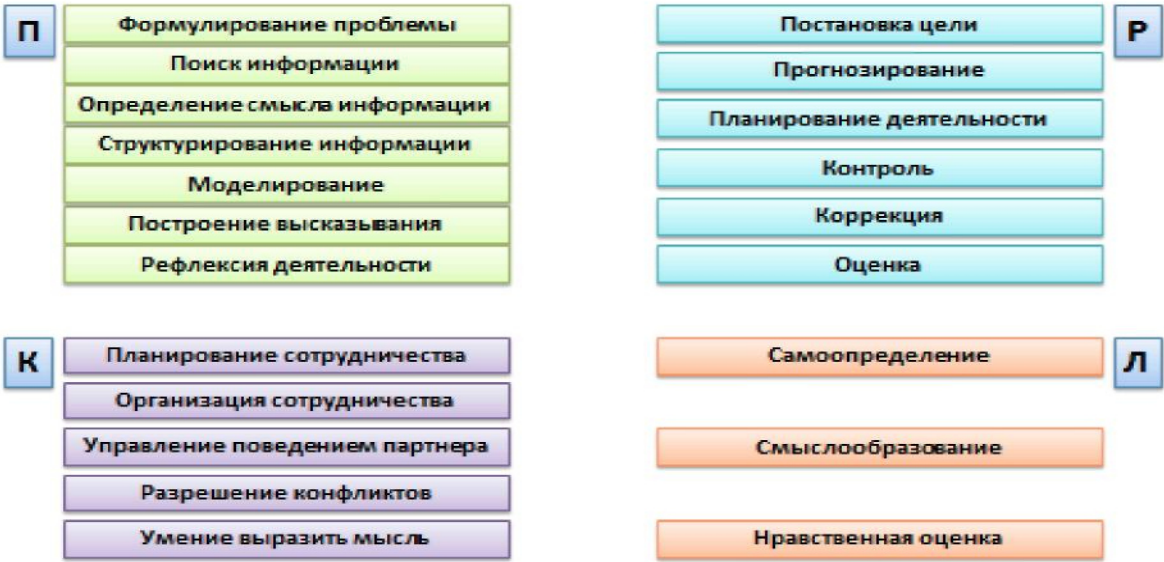 П
Формулирование проблемы
Поиск информации
Определение смысла информации
Структурирование информации
Моделирование
Построение высказывания
Рефлексия деятельности
Р
Постановка цели
Прогнозирование
Планирование деятельности
Контроль
Коррекция
Оценка
К
Планирование сотрудничества
Организация сотрудничества
Управление поведением партнера
Разрешение конфликтов
Умение выразить мысль
Л
Самоопределение
Смыслообразование
Нравственная оценка